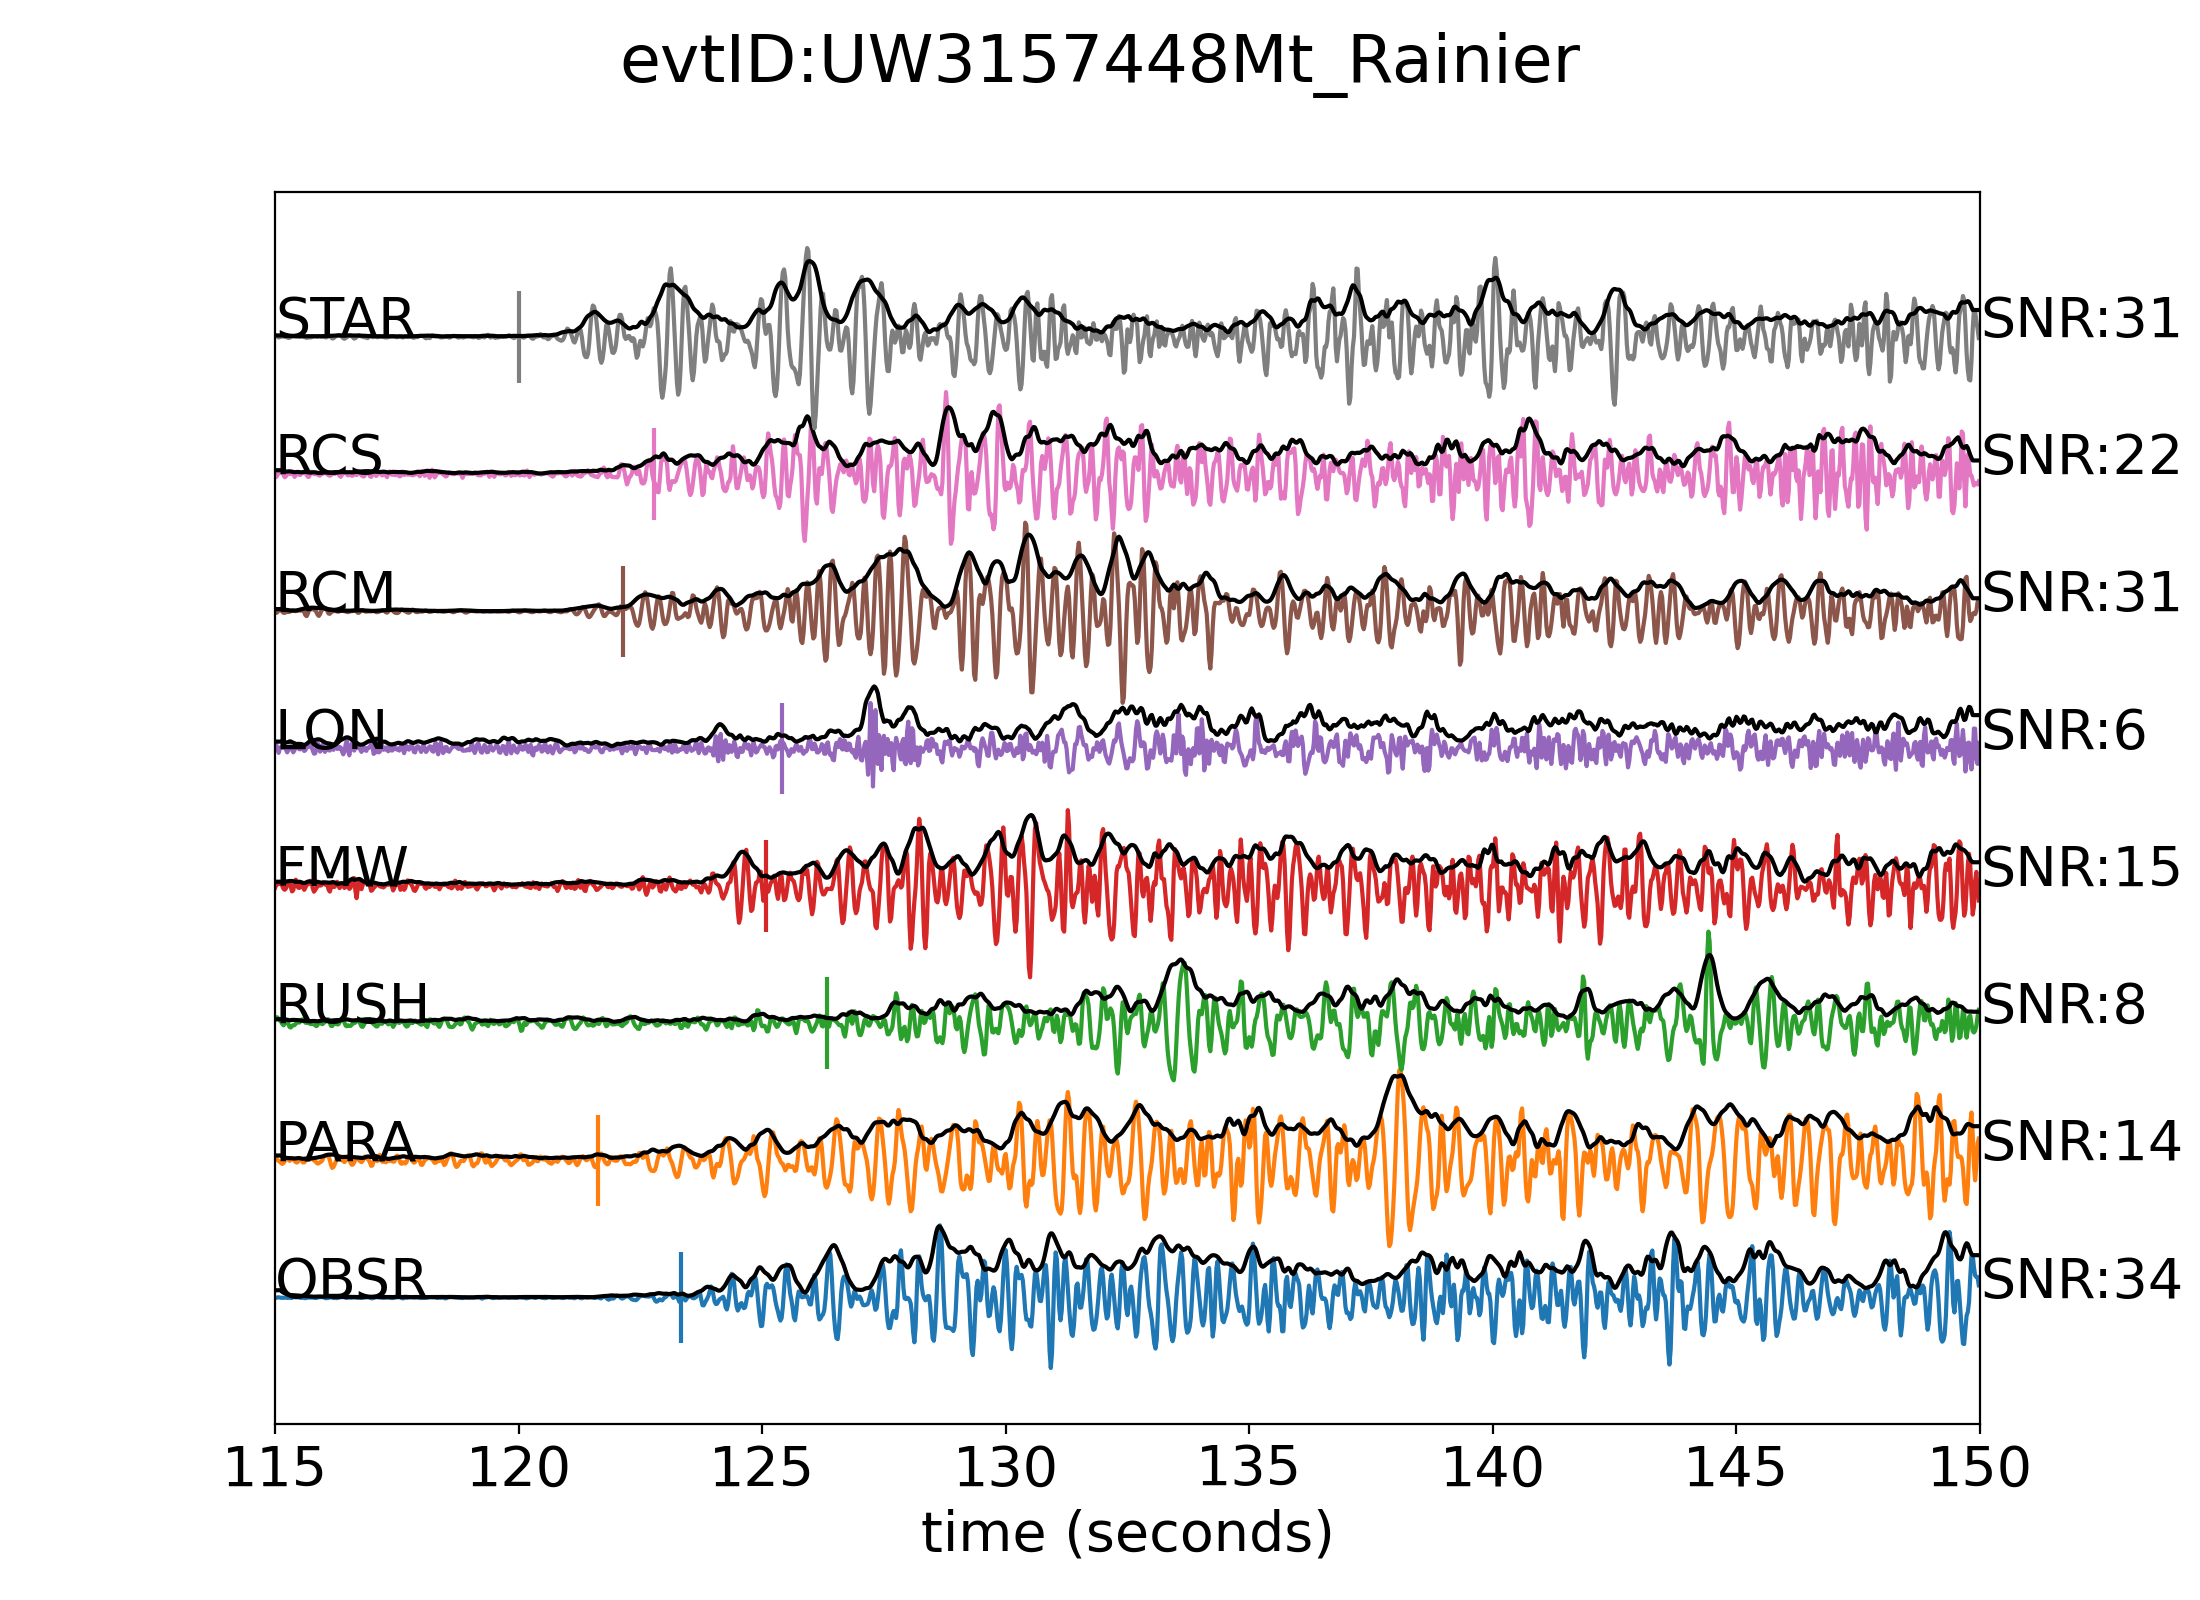 evtID:UW3157448Mt_Rainier
STAR SNR:31
RCS SNR:22
RCM SNR:31
LON SNR:6
FMW SNR:15
RUSH SNR:8
PARA SNR:14
OBSR SNR:34
115 120 125 130 135 140 145 150
time (seconds)